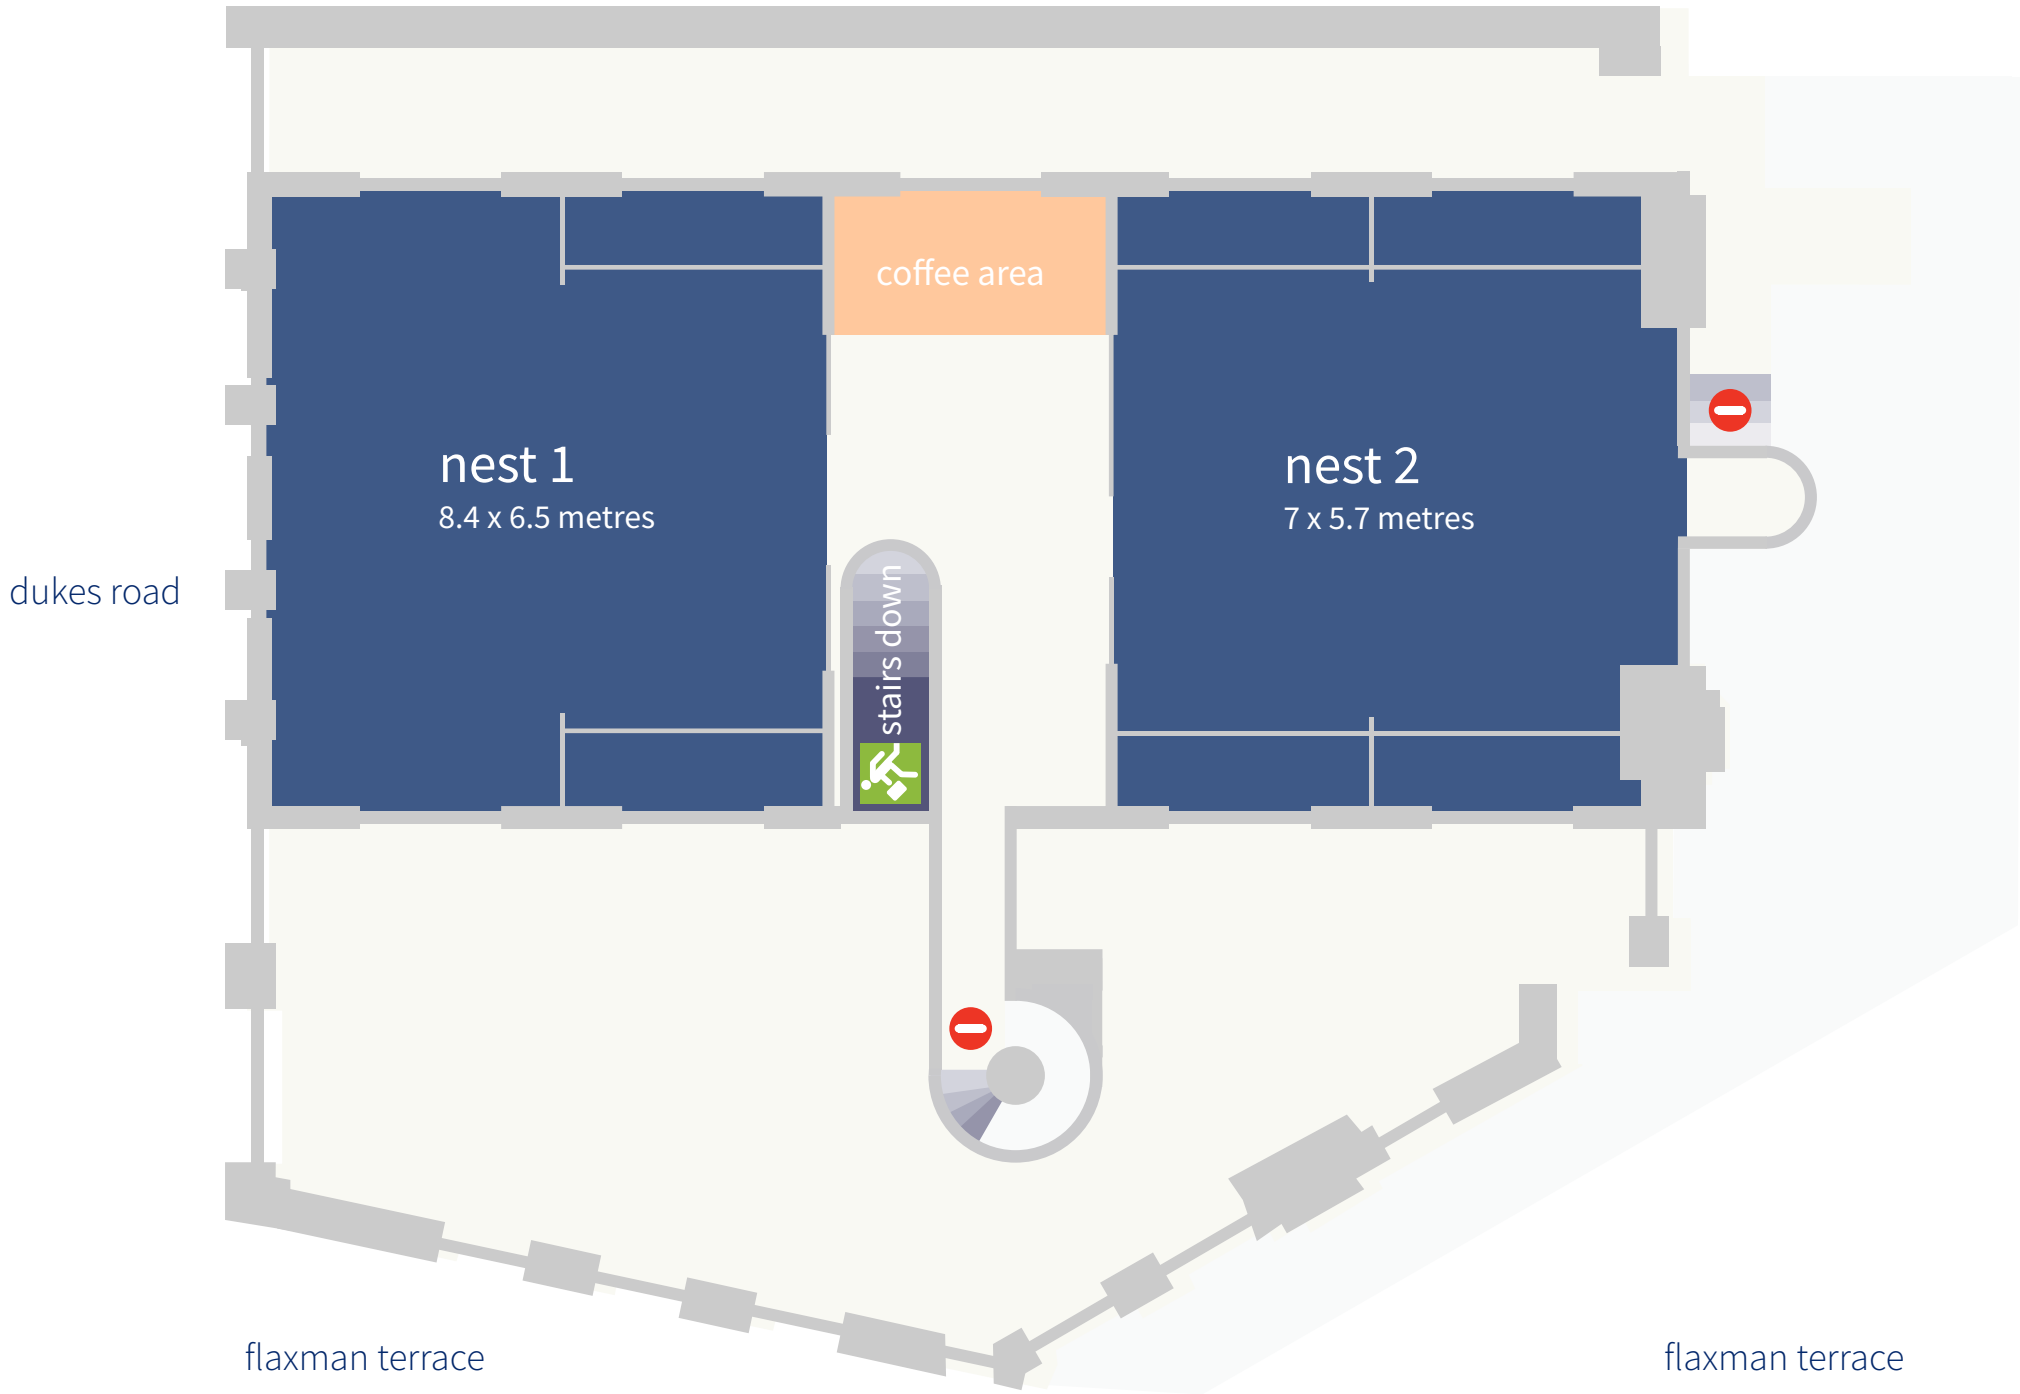 coffee area
nest 1
8.4 x 6.5 metres
nest 2
7 x 5.7 metres
stairs down
dukes road
flaxman terrace
flaxman terrace